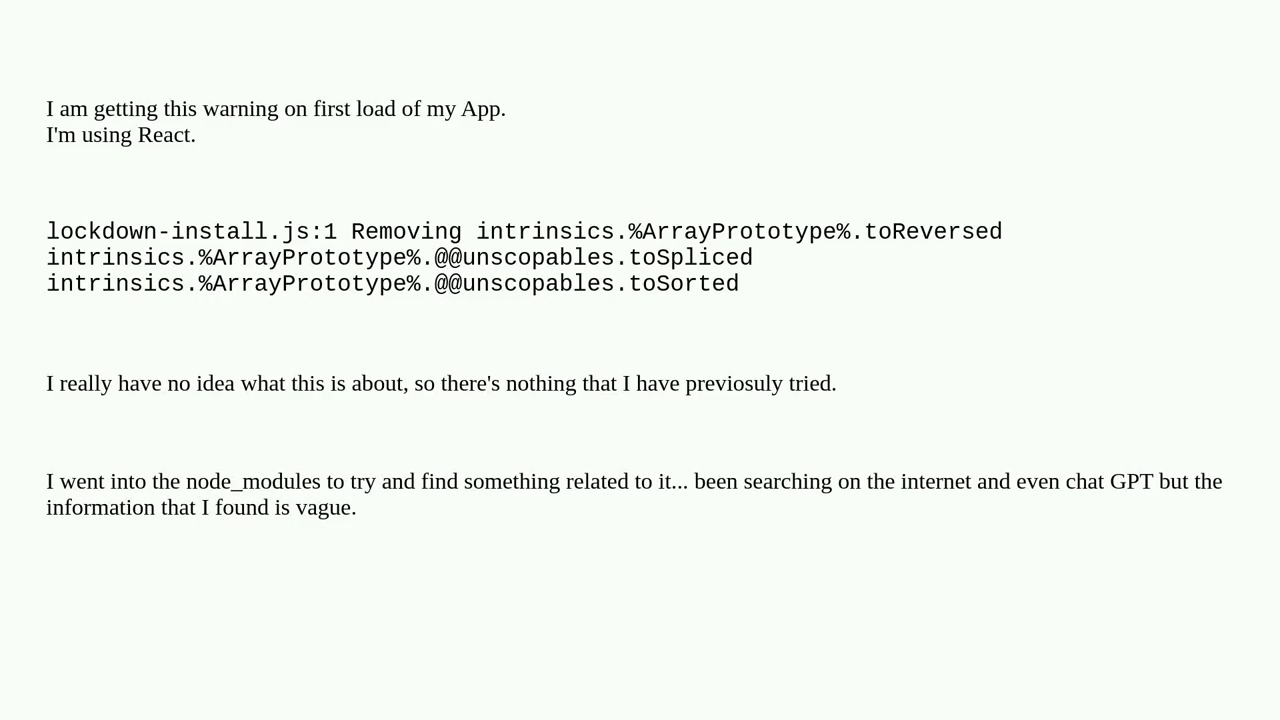 I am getting this warning on first load of my App.
I'm using React.
lockdown-install.js:1 Removing intrinsics.%ArrayPrototype%.toReversed
intrinsics.%ArrayPrototype%.@@unscopables.toSpliced
intrinsics.%ArrayPrototype%.@@unscopables.toSorted
I really have no idea what this is about, so there's nothing that I have previosuly tried.
I went into the node_modules to try and find something related to it... been searching on the internet and even chat GPT but the
information that I found is vague.